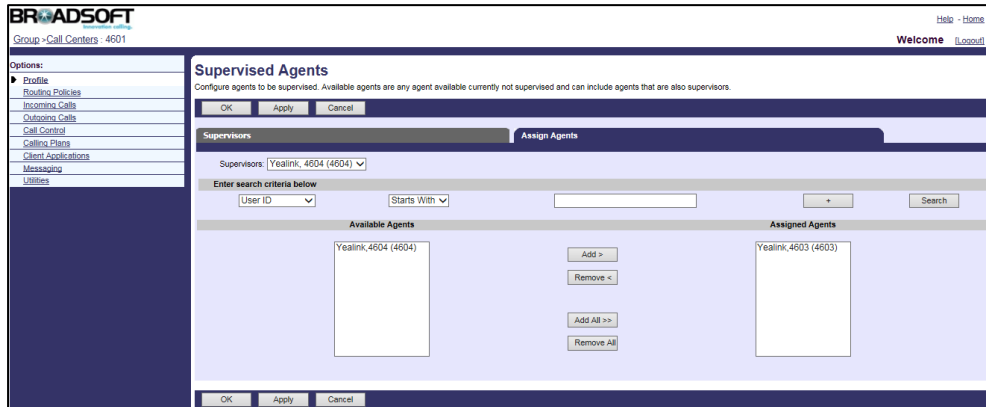 BROADSOFT
innovation calling.
Help - Home
Group >Call Centers : 4601
Welcome [Logout]
Options:
Profile
Routing Policies
Incoming Calls
Outgoing Calls
Call Control
Calling Plans
Client Applications
Messaging
Utilities
Supervised Agents
Configure agents to be supervised. Available agents are any agent available currently not supervised and can include agents that are also supervisors.
OK Apply Cancel
Supervisors Assign Agents
Supervisors: Yealink, 4604 (4604)
Enter search criteria below
User ID Starts With + Search
Available Agents Assigned Agents
Yealink,4604 (4604) Yealink,4603 (4603)
Add >
Remove <
Add All >>
Remove All
OK Apply Cancel